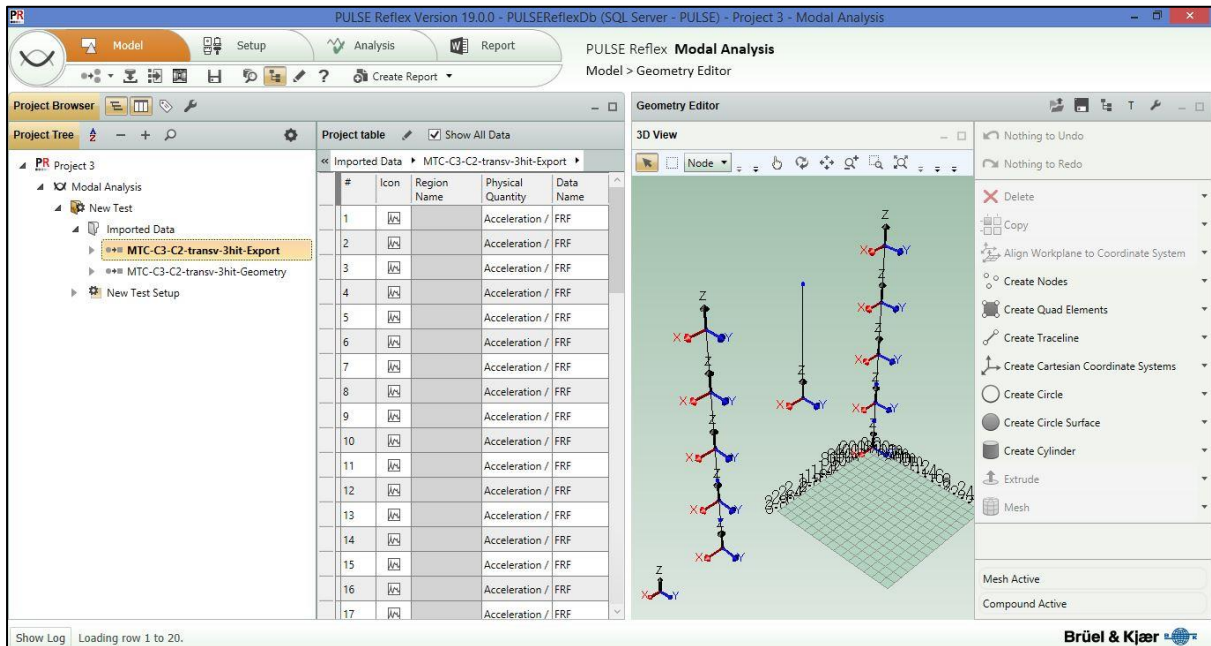 PR PULSE Reflex Version 19.0.0 - PULSEReflexDb (SQL Server - PULSE) - Project 3 - Modal Analysis
Model Setup Analysis Report
PULSE Reflex Modal Analysis
Create Report
Model > Geometry Editor
Project Browser
Geometry Editor
Project Tree
Project table Show All Data
3D View
Nothing to Undo
PR Project 3
Modal Analysis
New Test
Imported Data
MTC-C3-C2-transv-3hit-Export
MTC-C3-C2-transv-3hit-Geometry
New Test Setup
« Imported Data MTC-C3-C2-transv-3hit-Export
# Icon Region Name Physical Quantity Data Name
1 Acceleration / FRF
2 Acceleration / FRF
3 Acceleration / FRF
4 Acceleration / FRF
5 Acceleration / FRF
6 Acceleration / FRF
7 Acceleration / FRF
8 Acceleration / FRF
9 Acceleration / FRF
10 Acceleration / FRF
11 Acceleration / FRF
12 Acceleration / FRF
13 Acceleration / FRF
14 Acceleration / FRF
15 Acceleration / FRF
16 Acceleration / FRF
17 Acceleration / FRF
Node
Z
X Y
Z
X Y
Z
X Y
Nothing to Redo
Delete
Copy
Align Workplane to Coordinate System
Create Nodes
Create Quad Elements
Create Traceline
Create Cartesian Coordinate Systems
Create Circle
Create Circle Surface
Create Cylinder
Extrude
Mesh
Mesh Active
Compound Active
Show Log Loading row 1 to 20.
Brüel & Kjær